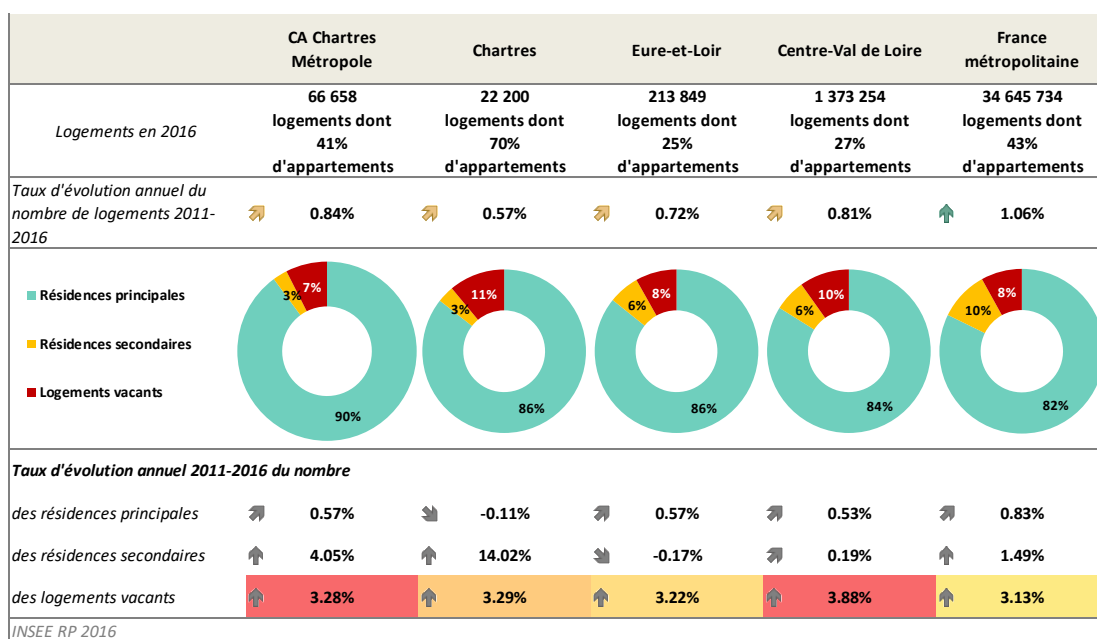 CA Chartres
Métropole
Chartres
Eure-et-Loir
Centre-Val de Loire
France
métropolitaine
Logements en 2016
66 658
logements dont
41%
d'appartements
22 200
logements dont
70%
d'appartements
213 849
logements dont
25%
d'appartements
1 373 254
logements dont
27%
d'appartements
34 645 734
logements dont
43%
d'appartements
Taux d'évolution annuel du
nombre de logements 2011-
2016
0.84%
0.57%
0.72%
0.81%
1.06%
Résidences principales
Résidences secondaires
Logements vacants
3%
7%
90%
3%
11%
86%
6%
8%
86%
6%
10%
84%
10%
8%
82%
Taux d'évolution annuel 2011-2016 du nombre
des résidences principales 0.57% -0.11% 0.57% 0.53% 0.83%
des résidences secondaires 4.05% 14.02% -0.17% 0.19% 1.49%
des logements vacants 3.28% 3.29% 3.22% 3.88% 3.13%
INSEE RP 2016